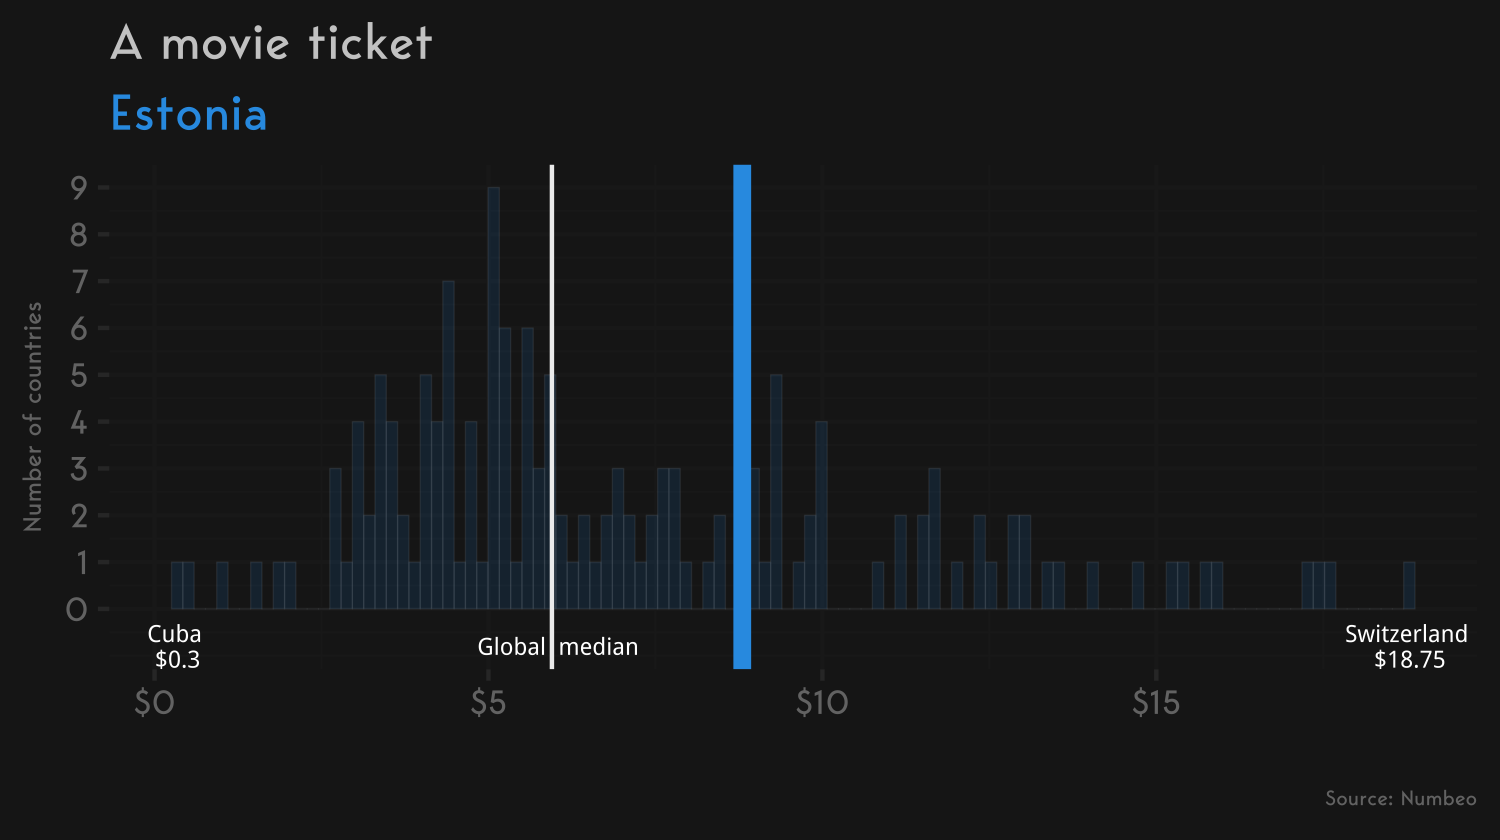 A movie ticket
Estonia
Number of countries
9
8
7
6
5
4
3
2
1
0
Cuba
$0.3
Global median
Switzerland
$18.75
$0 $5 $10 $15
Source: Numbeo